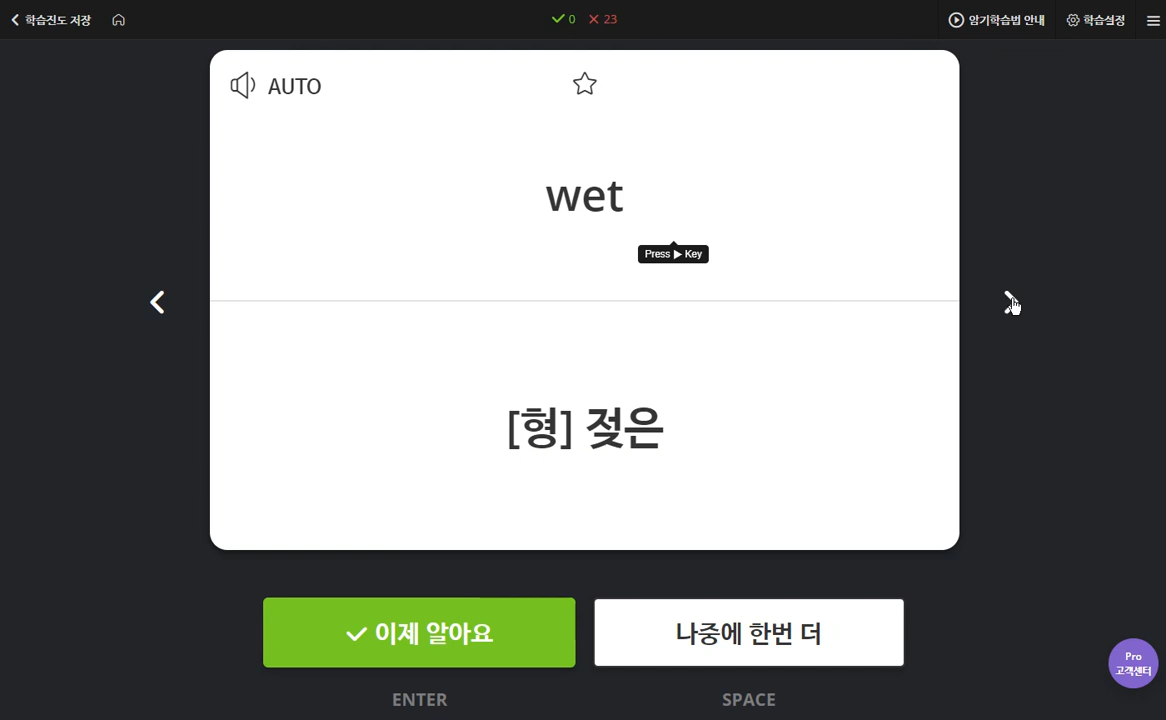 학습진도 저장
0 23
암기학습법 안내
학습설정
AUTO
wet
Press ▶ Key
[형] 젖은
이제 알아요
나중에 한번 더
ENTER
SPACE
Pro
고객센터